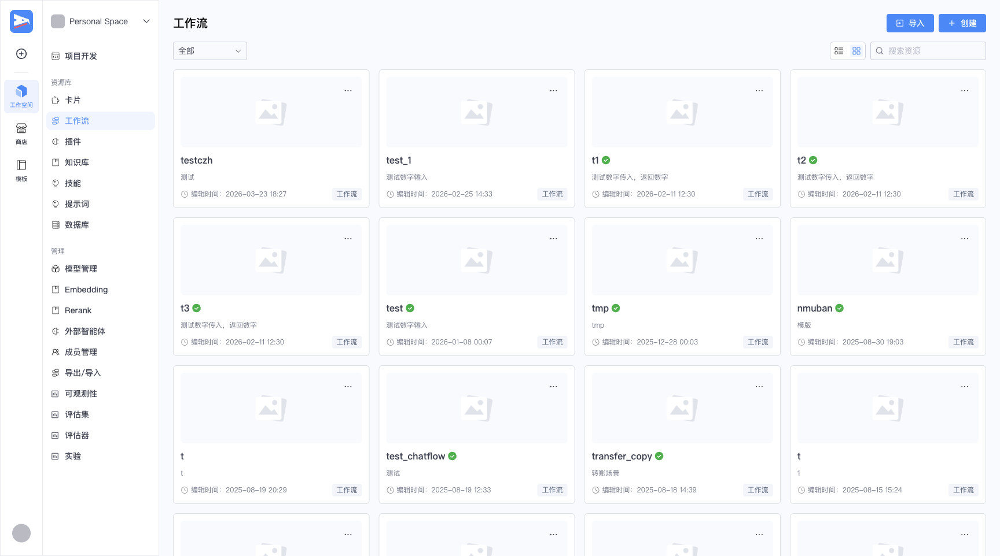 Personal Space
工作空间
商店
模板
项目开发
资源库
卡片
工作流
插件
知识库
技能
提示词
数据库
管理
模型管理
Embedding
Rerank
外部智能体
成员管理
导出/导入
可观测性
评估集
评估器
实验
工作流
导入
创建
全部
搜索资源
testczh
测试
编辑时间：2026-03-23 18:27
工作流
test_1
测试数字输入
编辑时间：2026-02-25 14:33
工作流
t1
测试数字传入，返回数字
编辑时间：2026-02-11 12:30
工作流
t2
测试数字传入，返回数字
编辑时间：2026-02-11 12:30
工作流
t3
测试数字传入，返回数字
编辑时间：2026-02-11 12:30
工作流
test
测试数字输入
编辑时间：2026-01-08 00:07
工作流
tmp
tmp
编辑时间：2025-12-28 00:03
工作流
nmuban
模版
编辑时间：2025-08-30 19:03
工作流
t
t
编辑时间：2025-08-19 20:29
工作流
test_chatflow
测试
编辑时间：2025-08-19 12:33
工作流
transfer_copy
转账场景
编辑时间：2025-08-18 14:39
工作流
t
1
编辑时间：2025-08-15 15:24
工作流